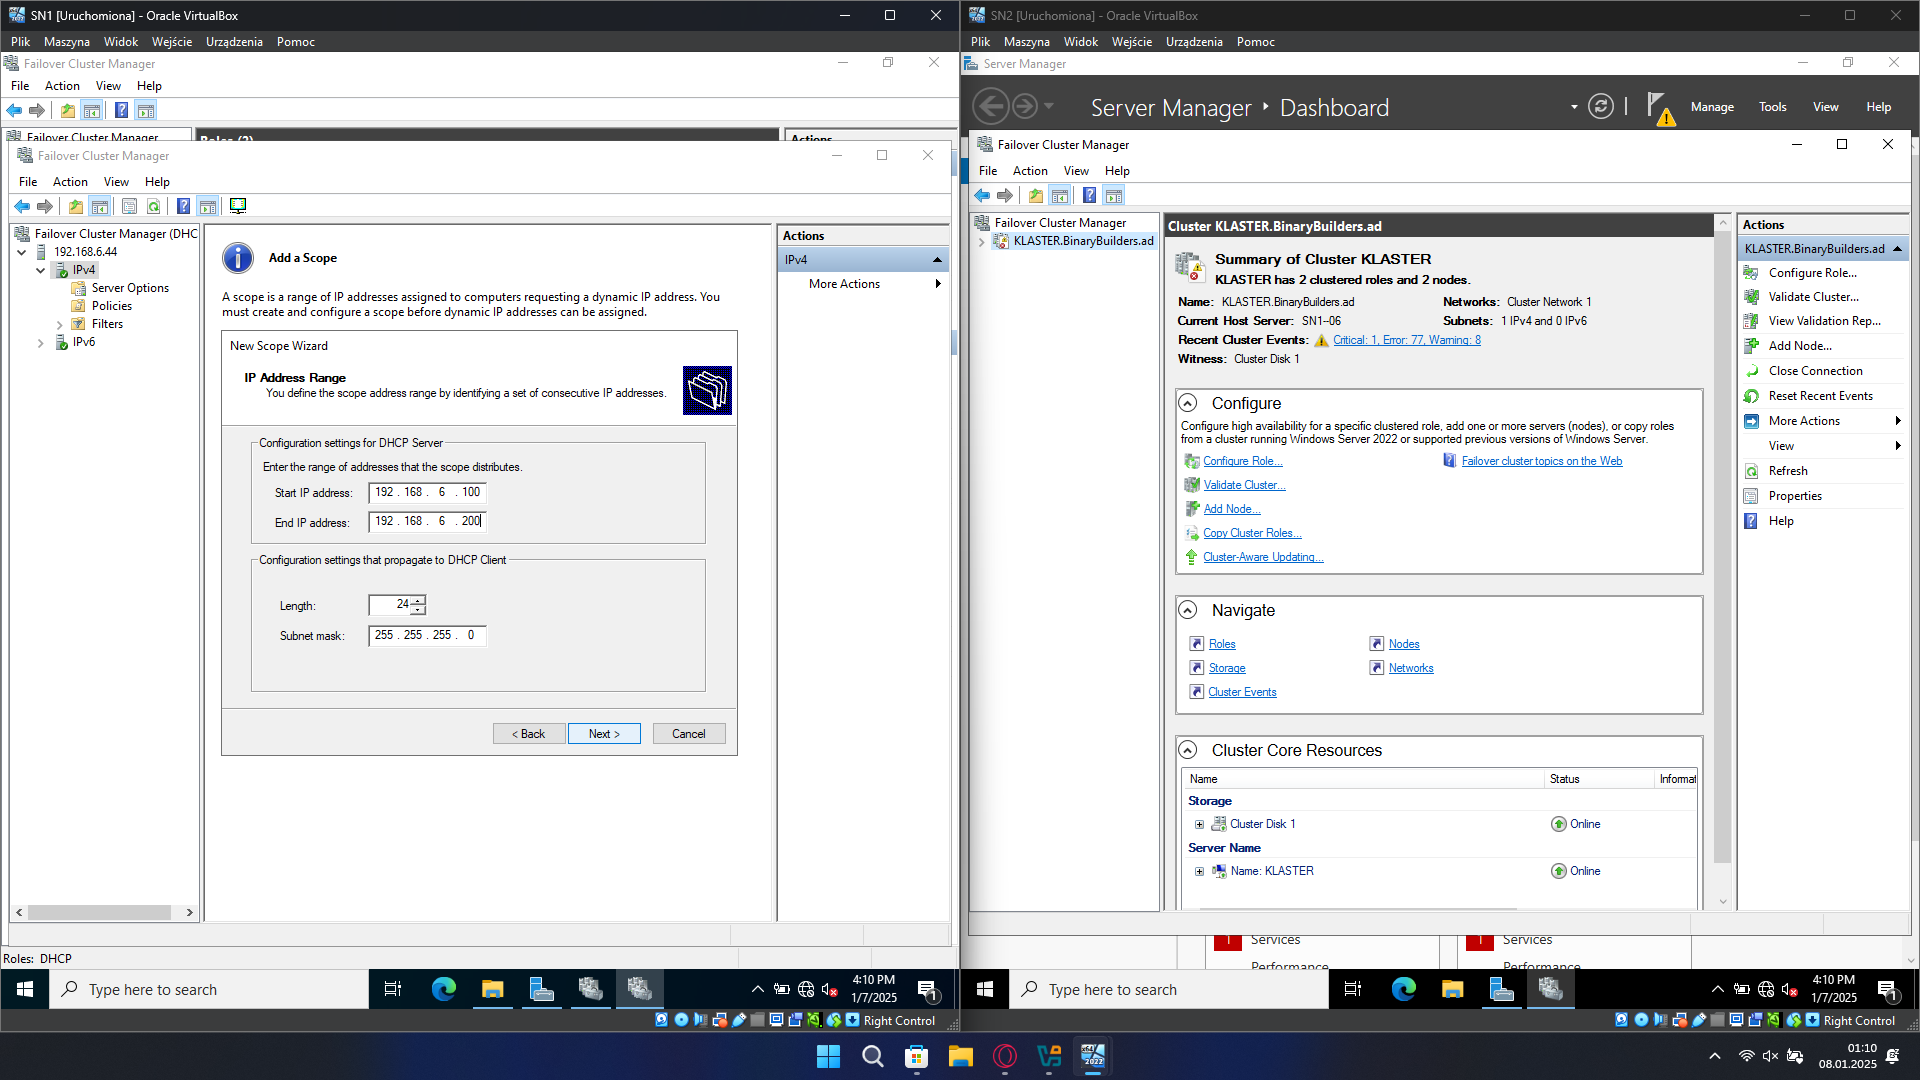 SN1 [Uruchomiona] - Oracle VirtualBox
Plik Maszyna Widok Wejście Urządzenia Pomoc
Failover Cluster Manager
File Action View Help
Failover Cluster Manager
Roles (2)
Actions
Failover Cluster Manager
File Action View Help
Failover Cluster Manager (DHC
192.168.6.44
IPv4
Server Options
Policies
Filters
IPv6
Add a Scope
A scope is a range of IP addresses assigned to computers requesting a dynamic IP address. You
must create and configure a scope before dynamic IP addresses can be assigned.
New Scope Wizard
IP Address Range
You define the scope address range by identifying a set of consecutive IP addresses.
Configuration settings for DHCP Server
Enter the range of addresses that the scope distributes.
Start IP address: 192 . 168 . 6 . 100
End IP address: 192 . 168 . 6 . 200
Configuration settings that propagate to DHCP Client
Length: 24
Subnet mask: 255 . 255 . 255 . 0
< Back Next > Cancel
Actions
IPv4
More Actions
Roles: DHCP
Type here to search
4:10 PM
1/7/2025
1
Right Control
SN2 [Uruchomiona] - Oracle VirtualBox
Plik Maszyna Widok Wejście Urządzenia Pomoc
Server Manager
Server Manager Dashboard
Manage Tools View Help
Failover Cluster Manager
File Action View Help
Failover Cluster Manager
KLASTER.BinaryBuilders.ad
Cluster KLASTER.BinaryBuilders.ad
Summary of Cluster KLASTER
KLASTER has 2 clustered roles and 2 nodes.
Name: KLASTER.BinaryBuilders.ad Networks: Cluster Network 1
Current Host Server: SN1--06 Subnets: 1 IPv4 and 0 IPv6
Recent Cluster Events: Critical: 1, Error: 77, Warning: 8
Witness: Cluster Disk 1
Configure
Configure high availability for a specific clustered role, add one or more servers (nodes), or copy roles
from a cluster running Windows Server 2022 or supported previous versions of Windows Server.
Configure Role... Failover cluster topics on the Web
Validate Cluster...
Add Node...
Copy Cluster Roles...
Cluster-Aware Updating...
Navigate
Roles Nodes
Storage Networks
Cluster Events
Cluster Core Resources
Name Status Informat
Storage
Cluster Disk 1 Online
Server Name
Name: KLASTER Online
Actions
KLASTER.BinaryBuilders.ad
Configure Role...
Validate Cluster...
View Validation Rep...
Add Node...
Close Connection
Reset Recent Events
More Actions
View
Refresh
Properties
Help
1 Services 1 Services
Performance Performance
Type here to search
4:10 PM
1/7/2025
1
Right Control
01:10
08.01.2025